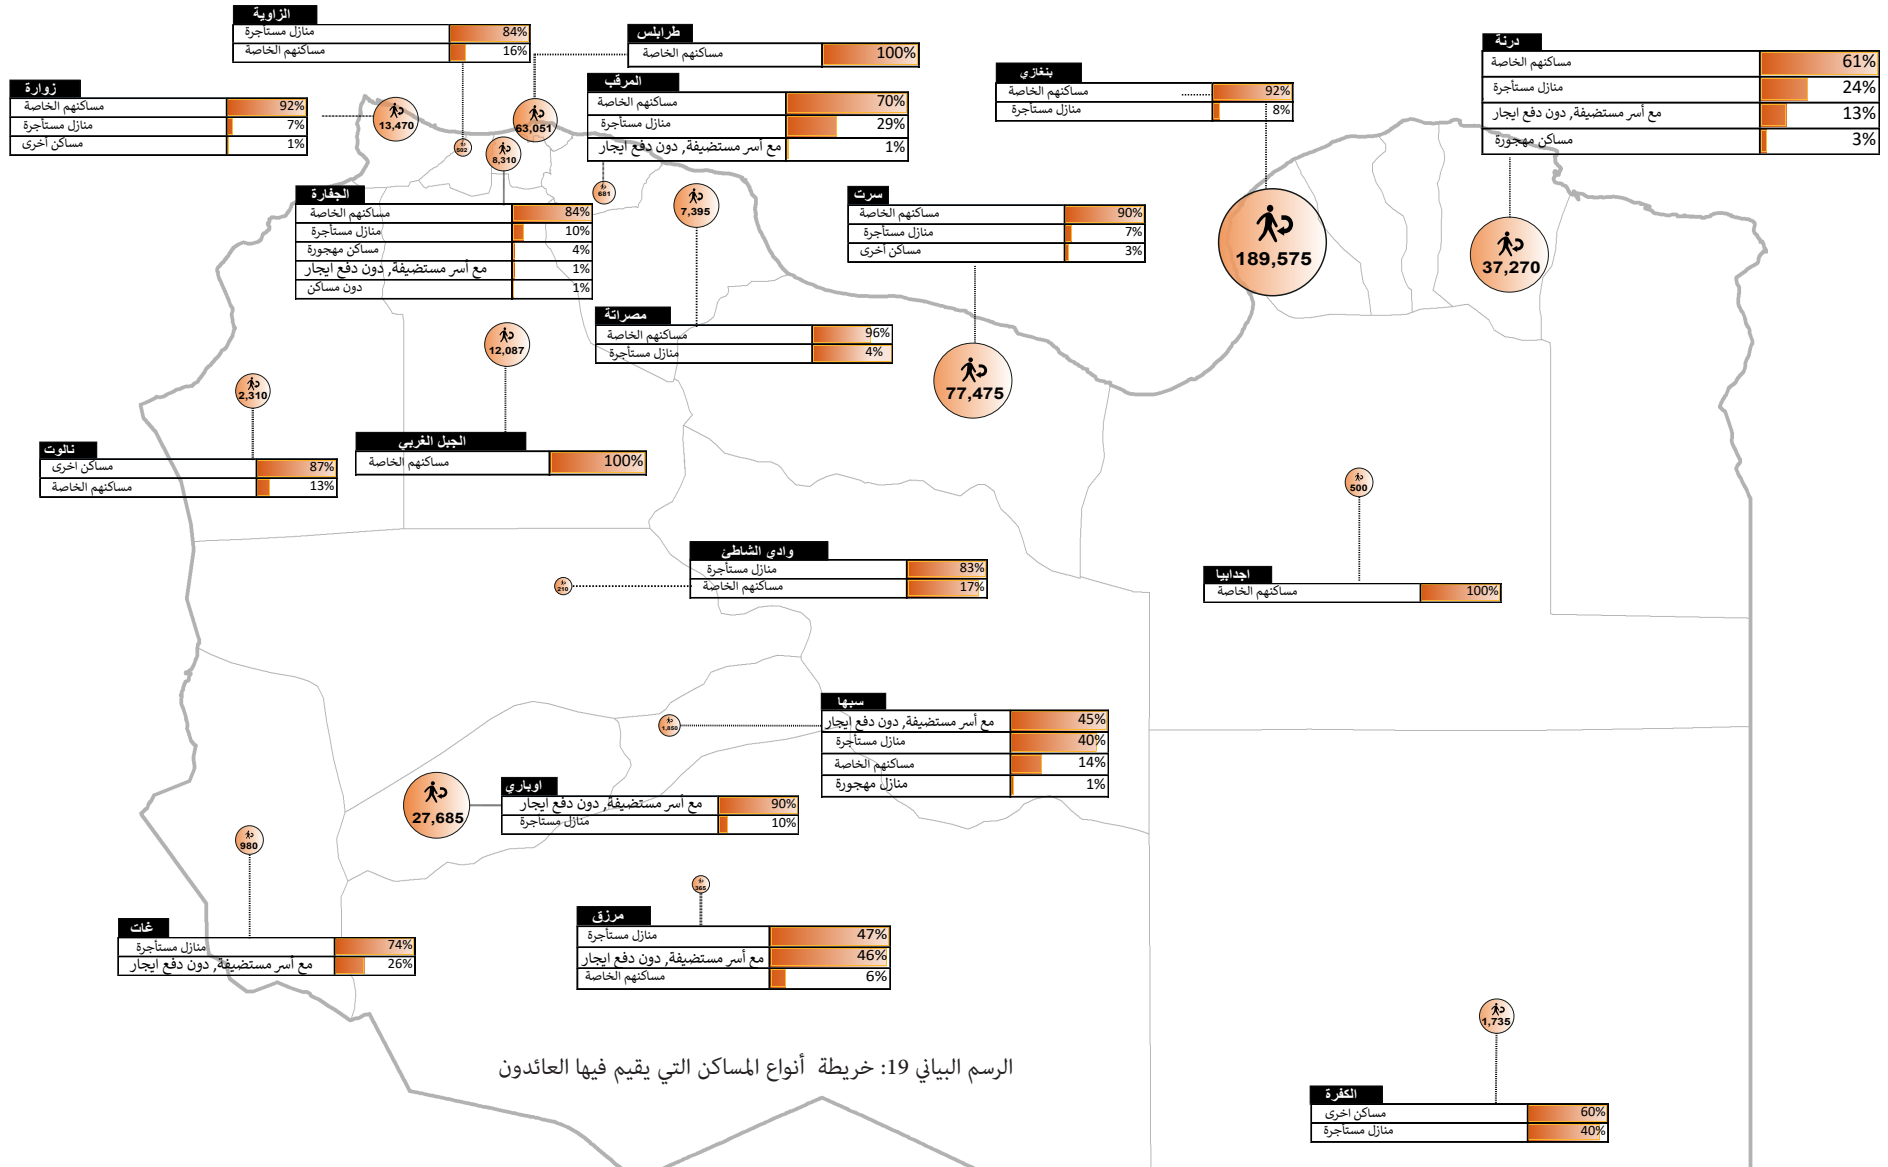 الزاوية
منازل مستأجرة 84%
مساكنهم الخاصة 16%
طرابلس
مساكنهم الخاصة 100%
زوارة
مساكنهم الخاصة 92%
منازل مستأجرة 7%
مساكن أخرى 1%
المرقب
مساكنهم الخاصة 70%
منازل مستأجرة 29%
مع أسر مستضيفة, دون دفع ايجار 1%
بنغازي
مساكنهم الخاصة 92%
منازل مستأجرة 8%
درنة
مساكنهم الخاصة 61%
منازل مستأجرة 24%
مع أسر مستضيفة, دون دفع ايجار 13%
مساكن مهجورة 3%
13,470
63,051
502
8,310
681
7,395
189,575
37,270
الجفارة
مساكنهم الخاصة 84%
منازل مستأجرة 10%
مساكن مهجورة 4%
مع أسر مستضيفة, دون دفع ايجار 1%
دون مساكن 1%
سرت
مساكنهم الخاصة 90%
منازل مستأجرة 7%
مساكن أخرى 3%
مصراتة
مساكنهم الخاصة 96%
منازل مستأجرة 4%
12,087
77,475
2,310
نالوت
مساكن اخرى 87%
مساكنهم الخاصة 13%
الجبل الغربي
مساكنهم الخاصة 100%
500
وادي الشاطئ
منازل مستأجرة 83%
مساكنهم الخاصة 17%
210
اجدابيا
مساكنهم الخاصة 100%
سبها
مع أسر مستضيفة, دون دفع ايجار 45%
منازل مستأجرة 40%
مساكنهم الخاصة 14%
منازل مهجورة 1%
27,685
اوباري
مع أسر مستضيفة, دون دفع ايجار 90%
منازل مستأجرة 10%
980
365
غات
منازل مستأجرة 74%
مع أسر مستضيفة, دون دفع ايجار 26%
مرزق
منازل مستأجرة 47%
مع أسر مستضيفة, دون دفع ايجار 46%
مساكنهم الخاصة 6%
1,735
الرسم البياني 19: خريطة أنواع المساكن التي يقيم فيها العائدون
الكفرة
مساكن اخرى 60%
منازل مستأجرة 40%